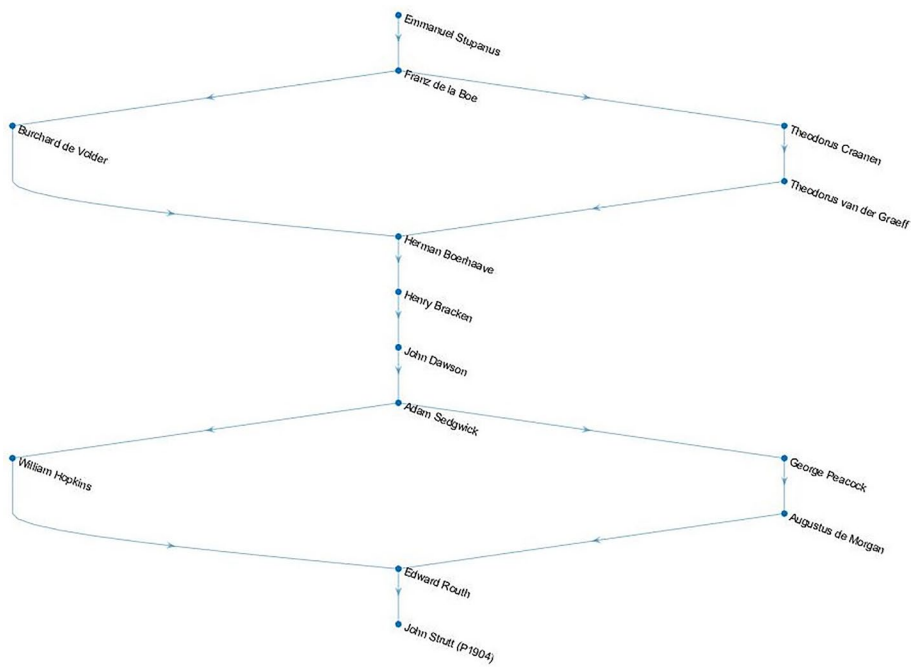 Emmanuel Stupanus
Franz de la Boe
Burchard de Volder
Theodorus Craanen
Theodorus van der Graeff
Herman Boerhaave
Henry Bracken
John Dawson
Adam Sedgwick
William Hopkins
George Peacock
Augustus de Morgan
Edward Routh
John Strutt (P1904)